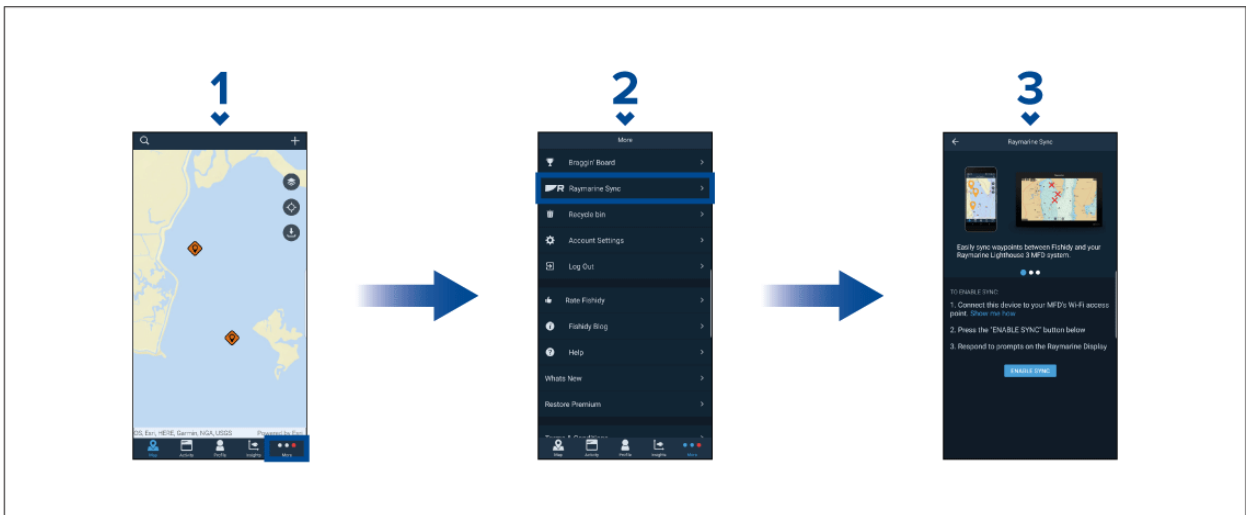 1
2
3
OS, Esri, HERE, Garmin, NGA, USGS Powered by Esri
Map Activity Profile Insights More
More
Braggin' Board
R Raymarine Sync
Recycle bin
Account Settings
Log Out
Rate Fishidy
Fishidy Blog
Help
Whats New
Restore Premium
Terms & Conditions
Map Activity Profile Insights More
Raymarine Sync
Easily sync waypoints between Fishidy and your
Raymarine Lighthouse 3 MFD system.
TO ENABLE SYNC
1. Connect this device to your MFD's Wi-Fi access
point. Show me how
2. Press the "ENABLE SYNC" button below
3. Respond to prompts on the Raymarine Display
ENABLE SYNC